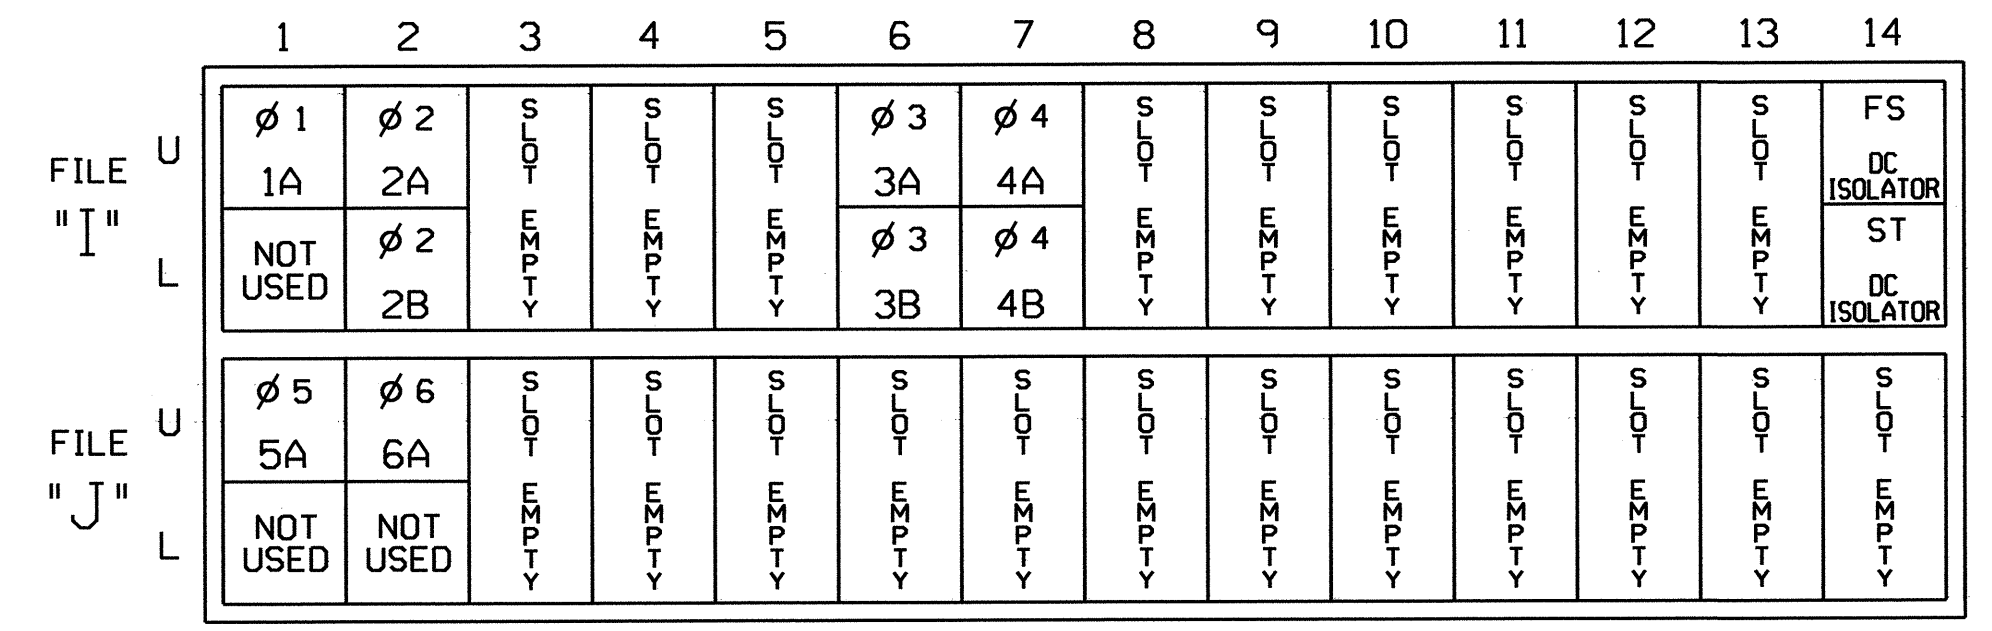 1 2 3 4 5 6 7 8 9 10 11 12 13 14
FILE
"I"
U
L
ø 1
1A
NOT
USED
ø 2
2A
ø 2
2B
SLOT EMPTY
SLOT EMPTY
SLOT EMPTY
ø 3
3A
ø 3
3B
ø 4
4A
ø 4
4B
SLOT EMPTY
SLOT EMPTY
SLOT EMPTY
SLOT EMPTY
SLOT EMPTY
SLOT EMPTY
FS
DC
ISOLATOR
ST
DC
ISOLATOR
FILE
"J"
U
L
ø 5
5A
NOT
USED
ø 6
6A
NOT
USED
SLOT EMPTY
SLOT EMPTY
SLOT EMPTY
SLOT EMPTY
SLOT EMPTY
SLOT EMPTY
SLOT EMPTY
SLOT EMPTY
SLOT EMPTY
SLOT EMPTY
SLOT EMPTY
SLOT EMPTY